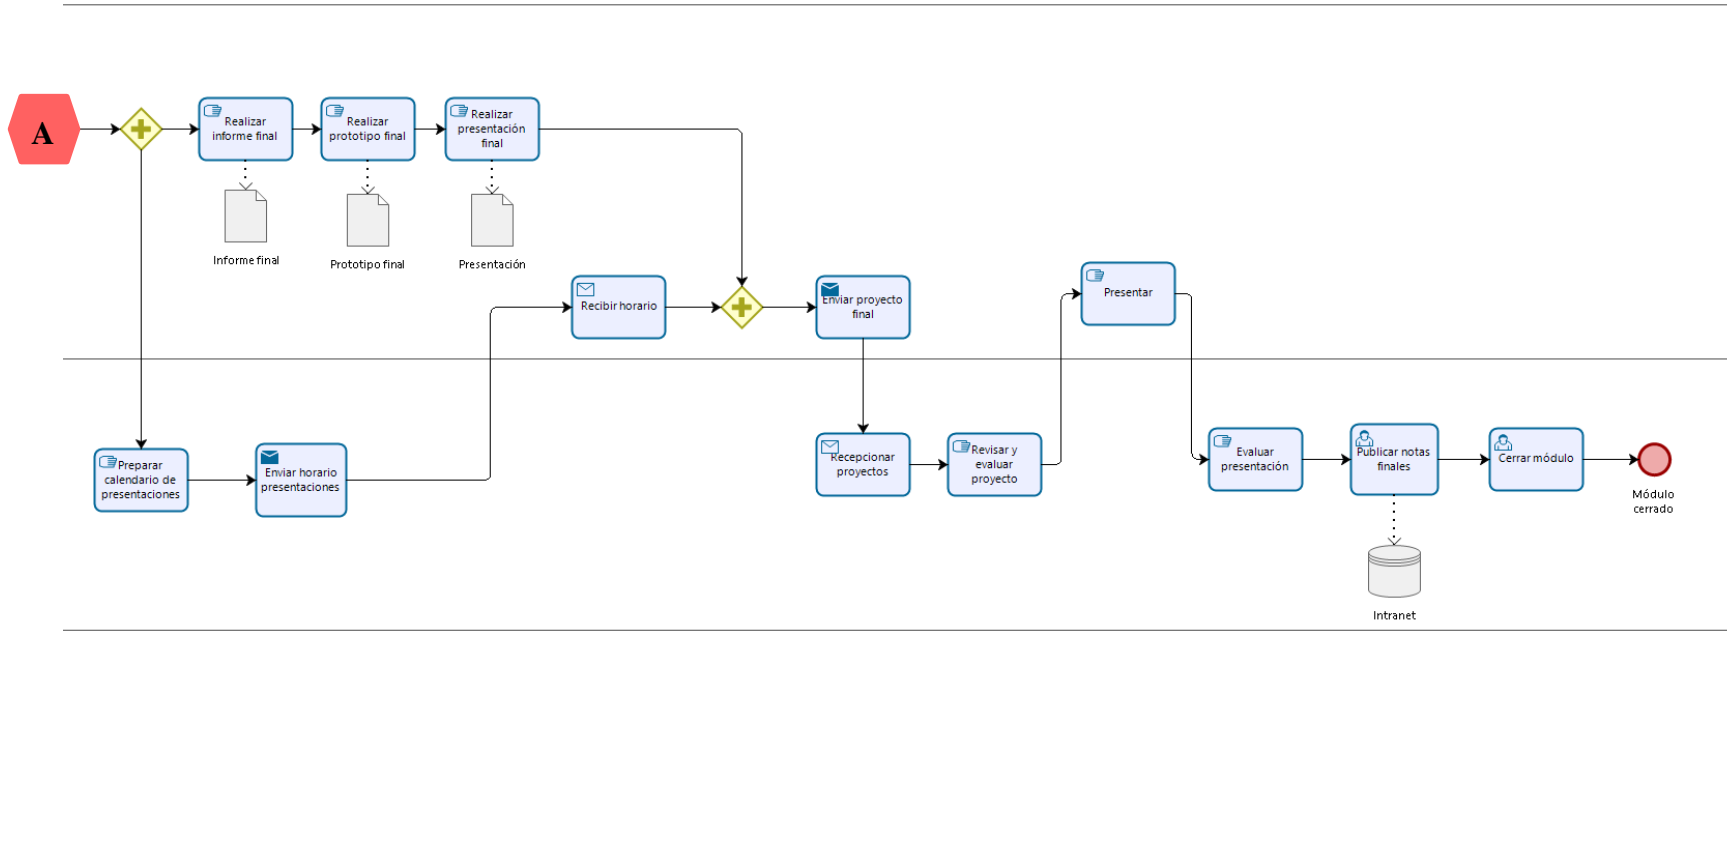 A
Realizar
informe final
Realizar
prototipo final
Realizar
presentación
final
Informe final
Prototipo final
Presentación
Recibir horario
Enviar proyecto
final
Presentar
Preparar
calendario de
presentaciones
Enviar horario
presentaciones
Recepcionar
proyectos
Revisar y
evaluar
proyecto
Evaluar
presentación
Publicar notas
finales
Cerrar módulo
Módulo
cerrado
Intranet